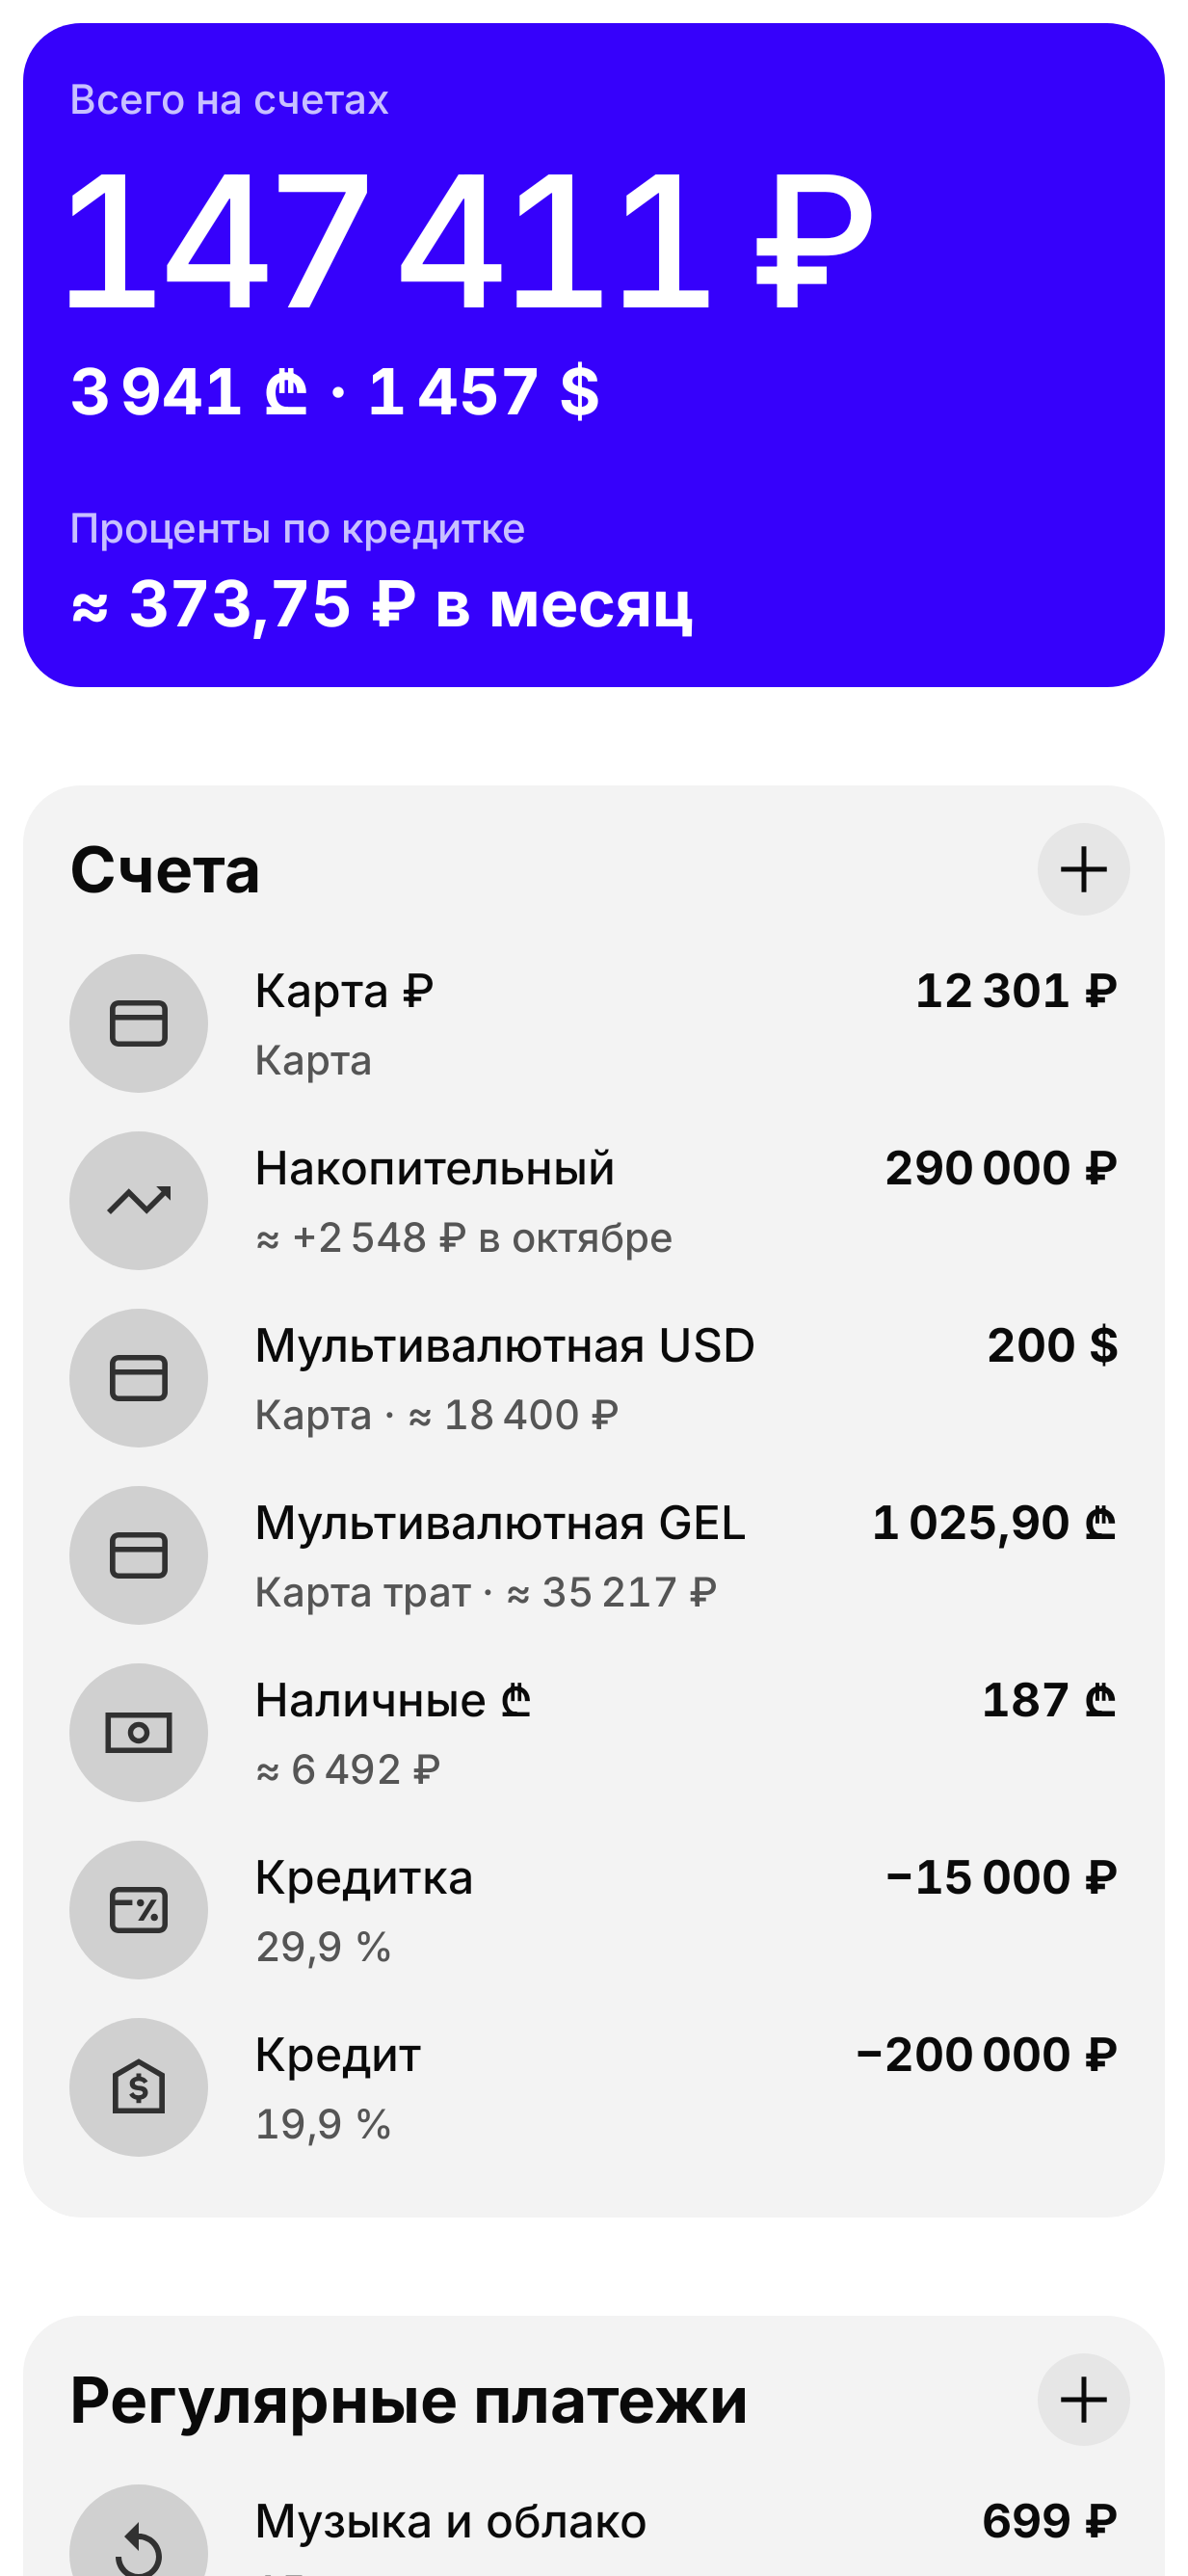 Всего на счетах
147 411 ₽
3 941 ₾ · 1 457 $
Проценты по кредитке
≈ 373,75 ₽ в месяц
Счета
Карта ₽
12 301 ₽
Карта
Накопительный
290 000 ₽
≈ +2 548 ₽ в октябре
Мультивалютная USD
200 $
Карта · ≈ 18 400 ₽
Мультивалютная GEL
1 025,90 ₾
Карта трат · ≈ 35 217 ₽
Наличные ₾
187 ₾
≈ 6 492 ₽
Кредитка
−15 000 ₽
29,9 %
Кредит
−200 000 ₽
19,9 %
Регулярные платежи
Музыка и облако
699 ₽